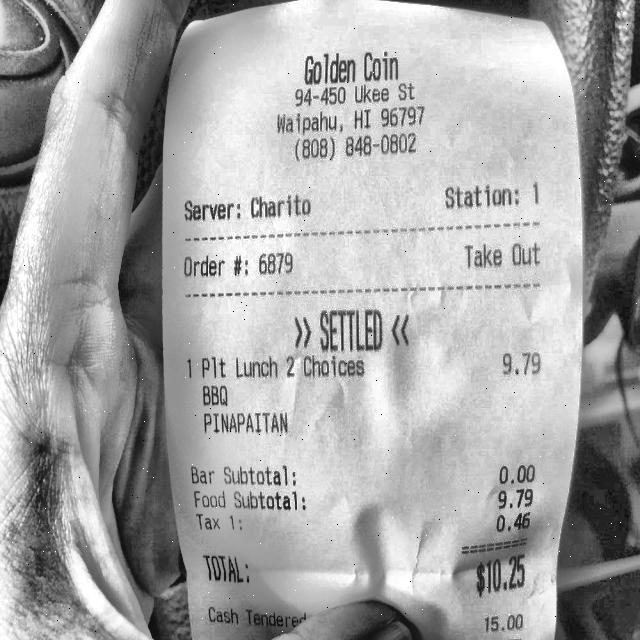 Golden Coin
94-450 Ukee St
Waipahu, HI 96797
(808) 848-0802
Server: Charito Station: 1
Order #: 6879 Take Out
>> SETTLED <<
1 Plt Lunch 2 Choices 9.79
BBQ
PINAPAITAN
Bar Subtotal: 0.00
Food Subtotal: 9.79
Tax 1: 0.46
TOTAL: $10.25
Cash Tendered 15.00